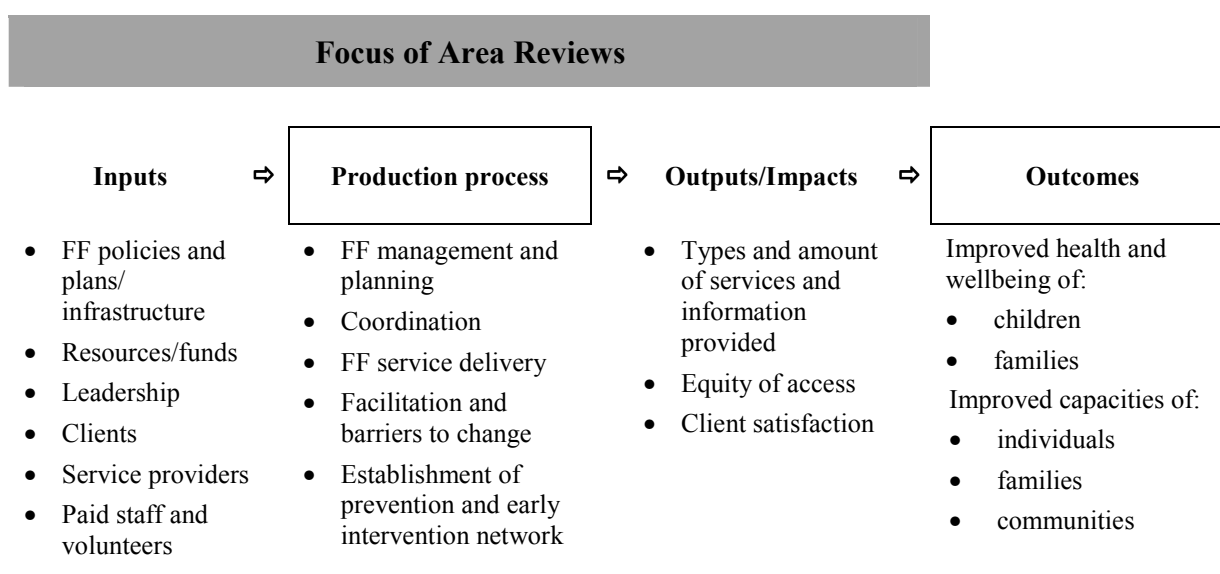 Focus of Area Reviews
Inputs ⇨ Production process ⇨ Outputs/Impacts ⇨ Outcomes
• FF policies and
plans/
infrastructure
• Resources/funds
• Leadership
• Clients
• Service providers
• Paid staff and
volunteers
• FF management and
planning
• Coordination
• FF service delivery
• Facilitation and
barriers to change
• Establishment of
prevention and early
intervention network
• Types and amount
of services and
information
provided
• Equity of access
• Client satisfaction
Improved health and
wellbeing of:
• children
• families
Improved capacities of:
• individuals
• families
• communities